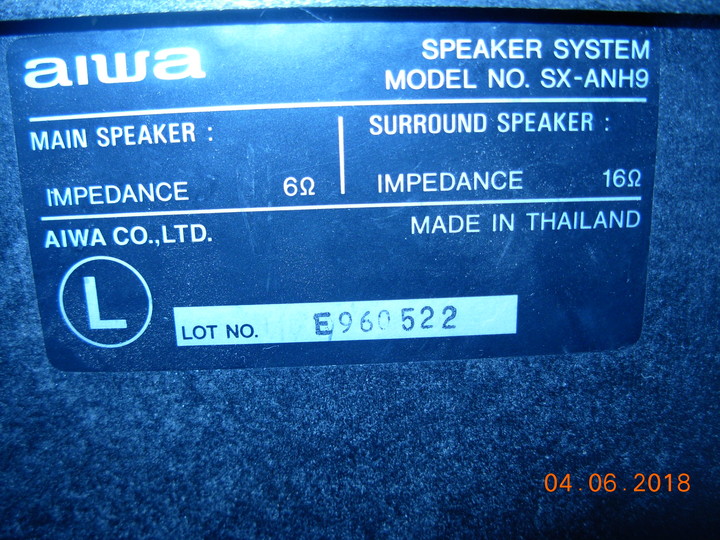 aiwa
SPEAKER SYSTEM
MODEL NO. SX-ANH9
MAIN SPEAKER :
IMPEDANCE 6Ω
SURROUND SPEAKER :
IMPEDANCE 16Ω
AIWA CO.,LTD.
MADE IN THAILAND
L
LOT NO. E960522
04.06.2018